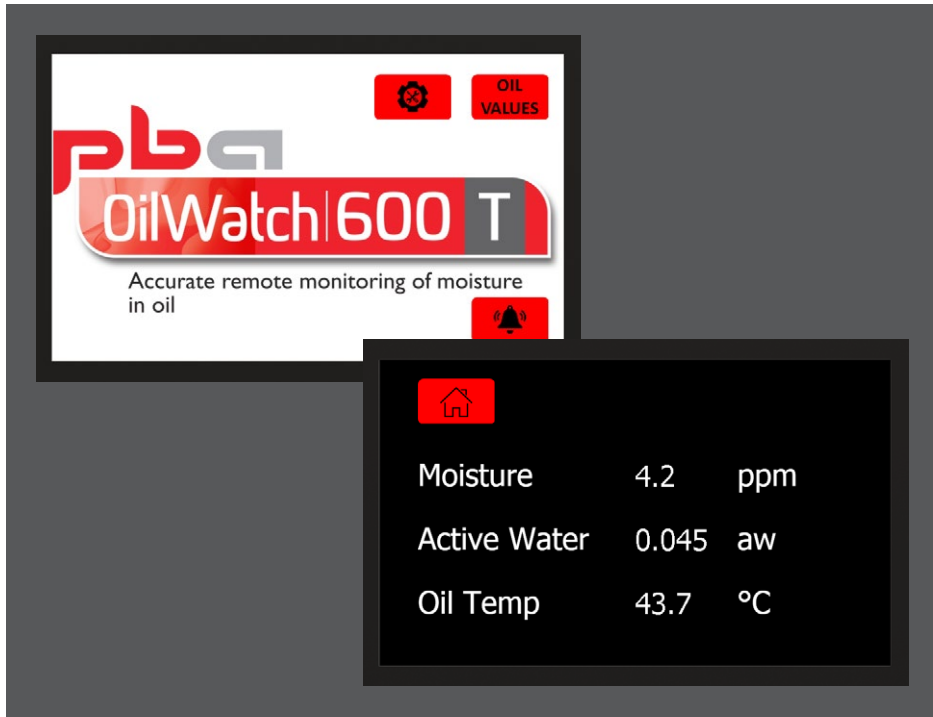 OIL
VALUES
pba
OilWatch|600 T
Accurate remote monitoring of moisture
in oil
Moisture 4.2 ppm
Active Water 0.045 aw
Oil Temp 43.7 °C